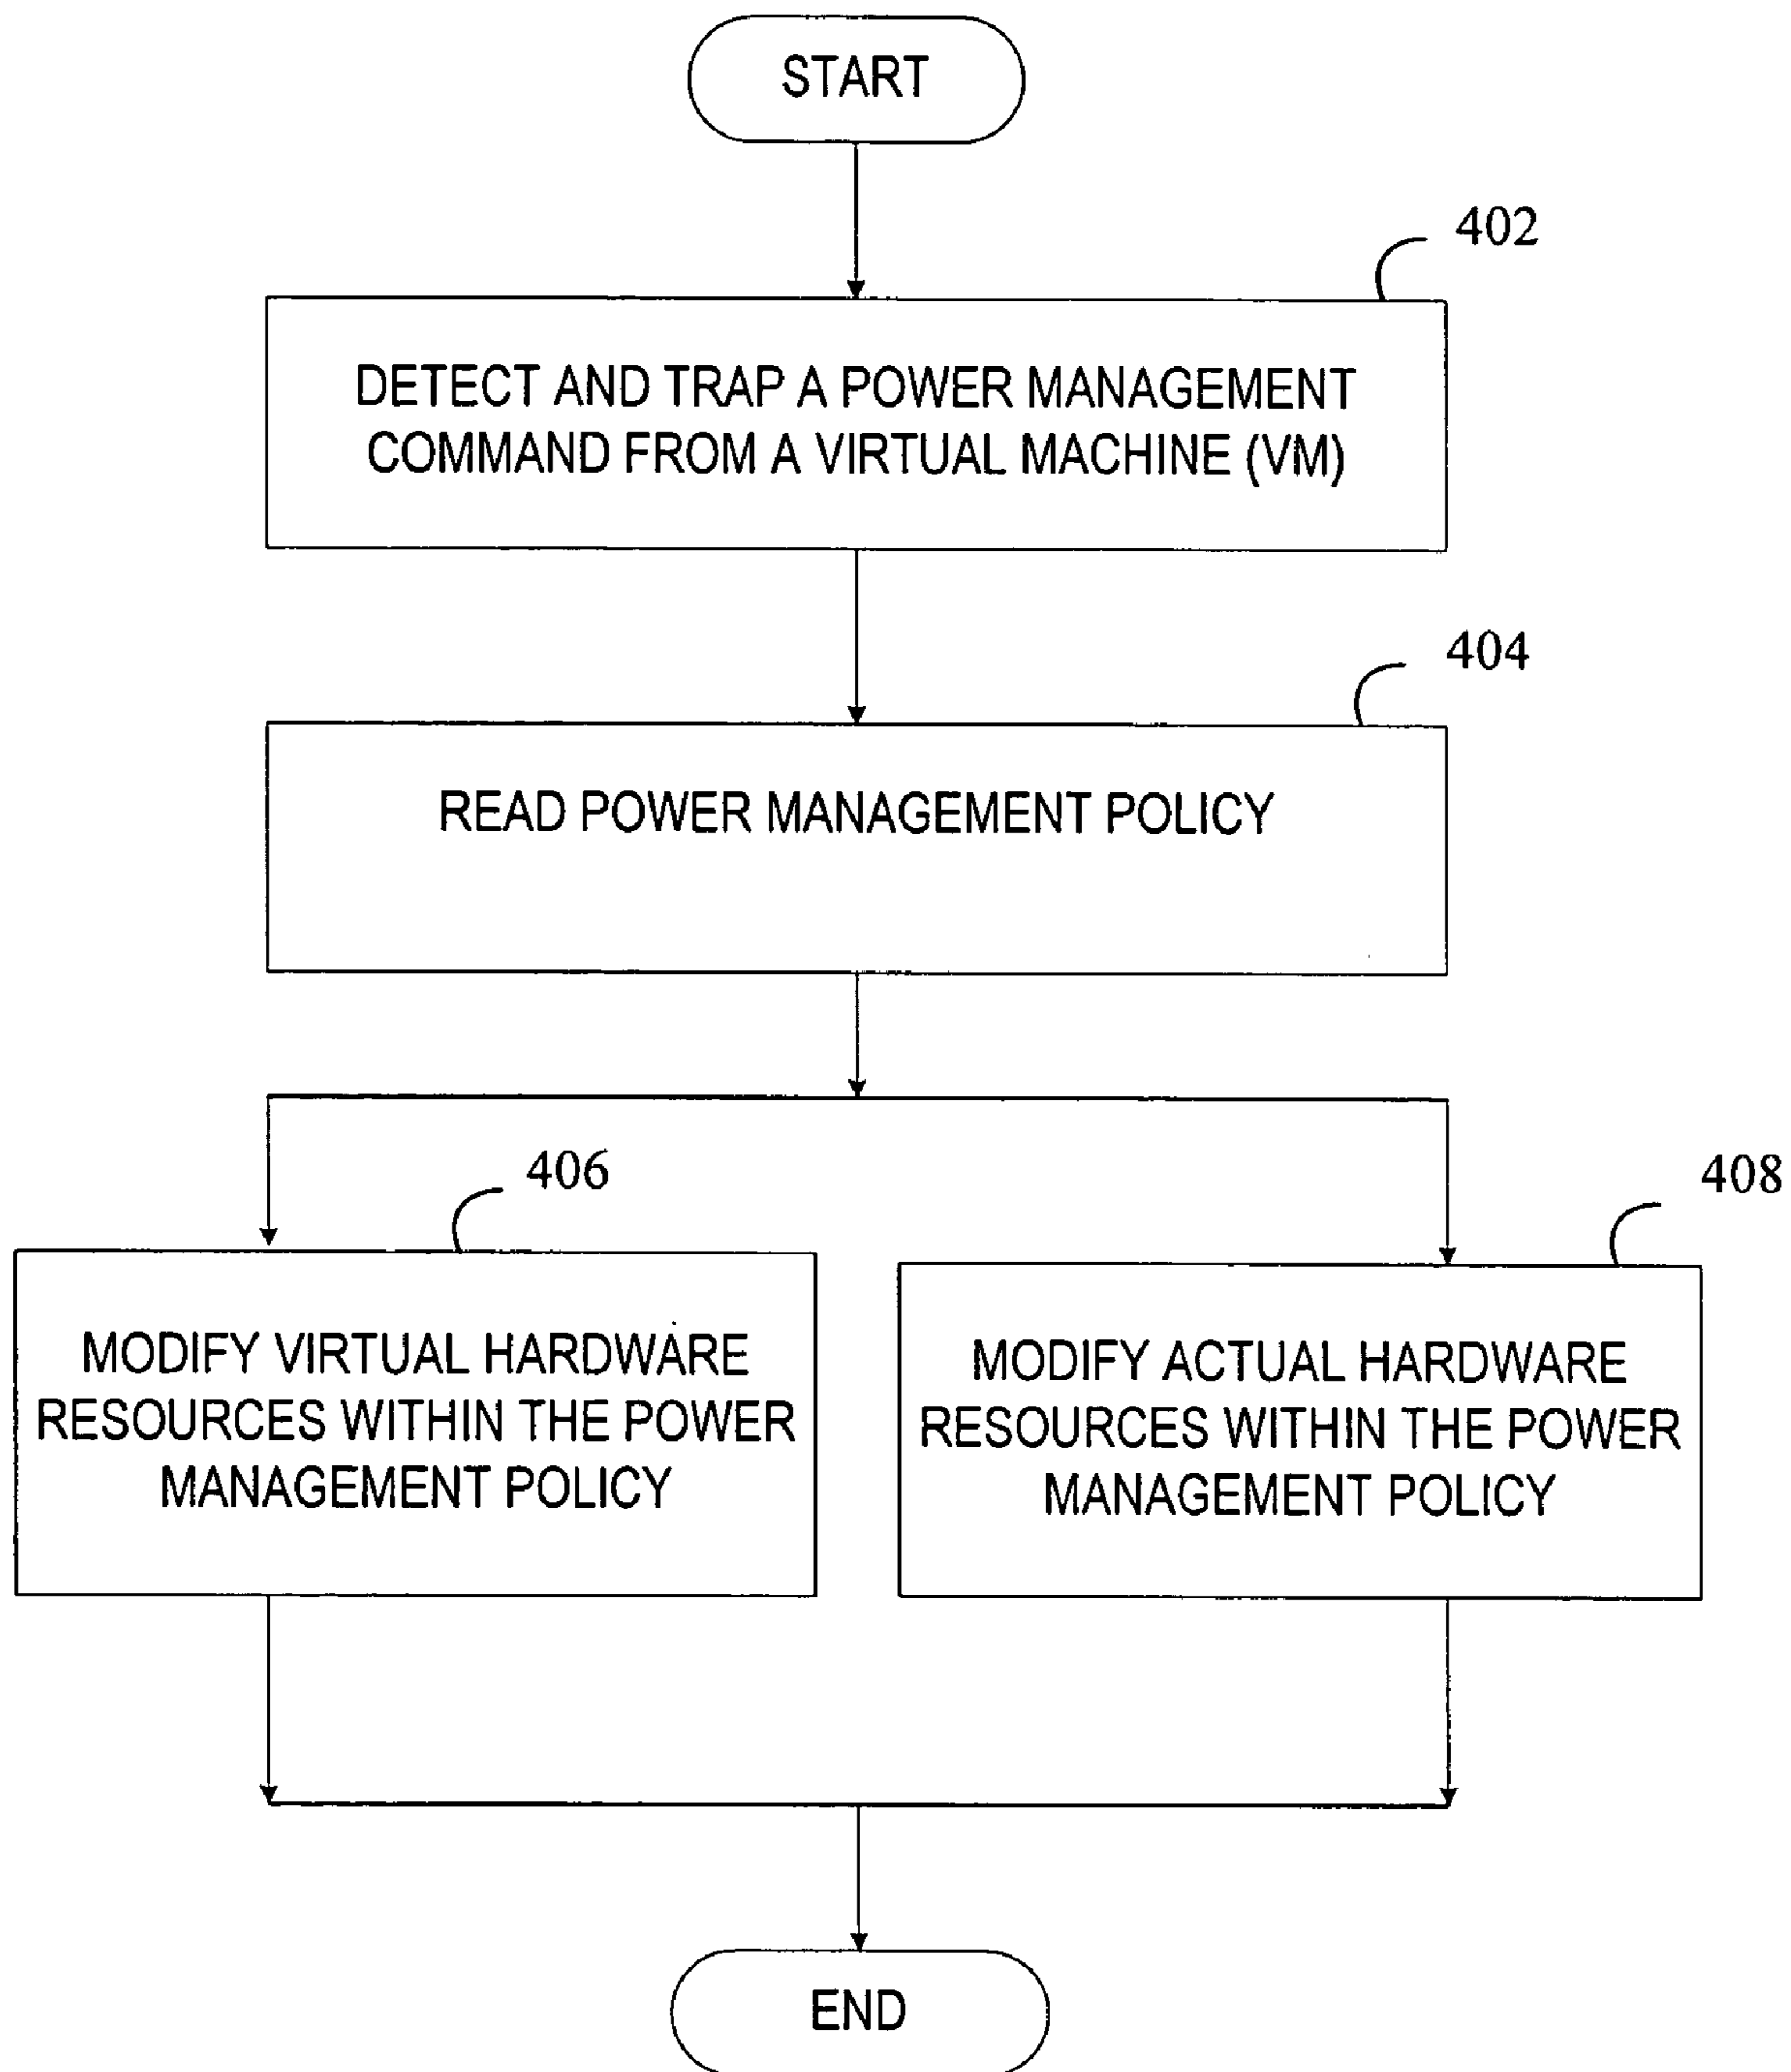 START
402
DETECT AND TRAP A POWER MANAGEMENT
COMMAND FROM A VIRTUAL MACHINE (VM)
404
READ POWER MANAGEMENT POLICY
406
MODIFY VIRTUAL HARDWARE
RESOURCES WITHIN THE POWER
MANAGEMENT POLICY
408
MODIFY ACTUAL HARDWARE
RESOURCES WITHIN THE POWER
MANAGEMENT POLICY
END